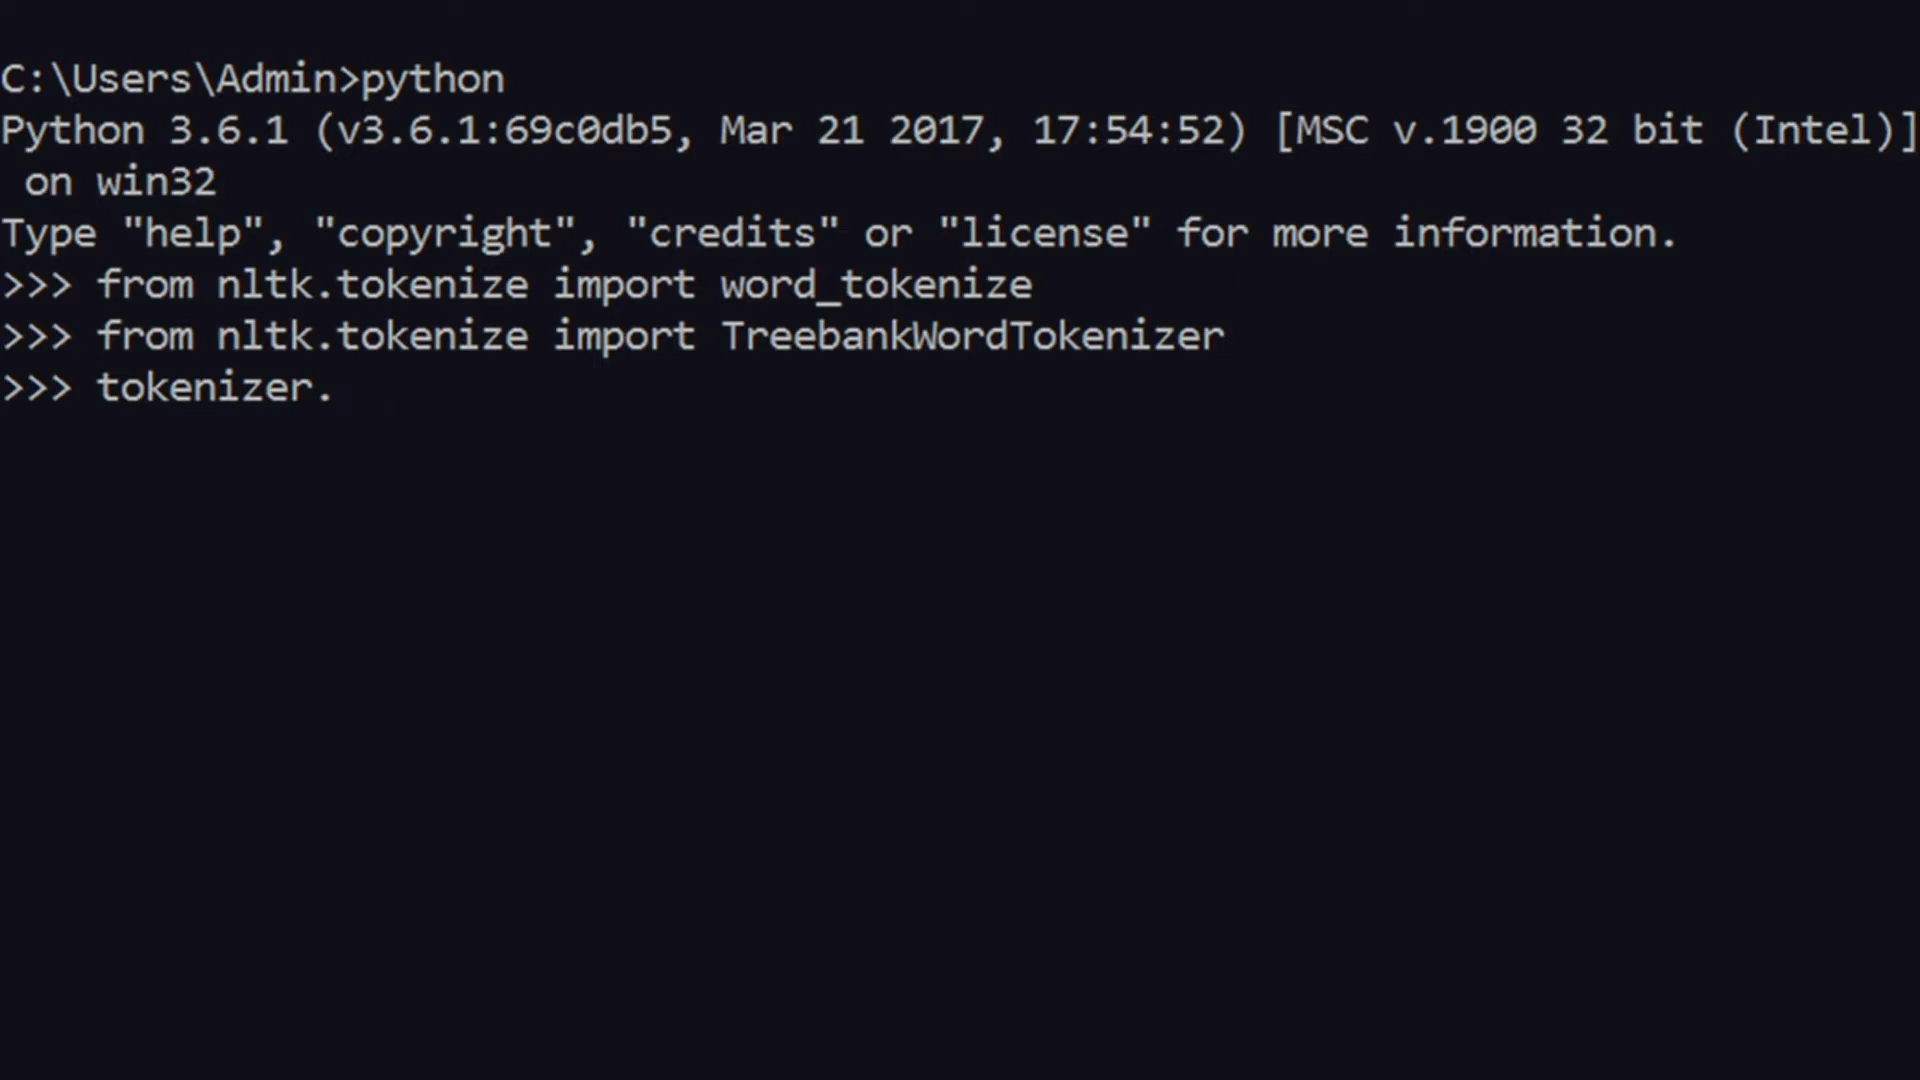 C:\Users\Admin>python
Python 3.6.1 (v3.6.1:69c0db5, Mar 21 2017, 17:54:52) [MSC v.1900 32 bit (Intel)]
 on win32
Type "help", "copyright", "credits" or "license" for more information.
>>> from nltk.tokenize import word_tokenize
>>> from nltk.tokenize import TreebankWordTokenizer
>>> tokenizer.